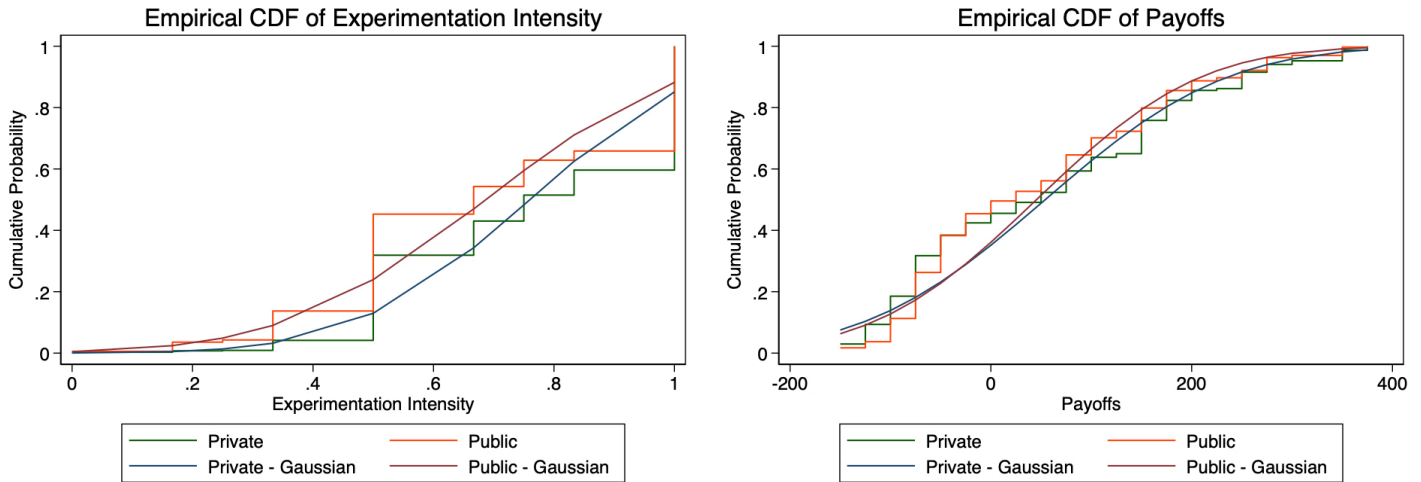 Empirical CDF of Experimentation Intensity
Cumulative Probability
1
.8
.6
.4
.2
0
0 .2 .4 .6 .8 1
Experimentation Intensity
Private Public
Private - Gaussian Public - Gaussian
Empirical CDF of Payoffs
Cumulative Probability
1
.8
.6
.4
.2
0
-200 0 200 400
Payoffs
Private Public
Private - Gaussian Public - Gaussian